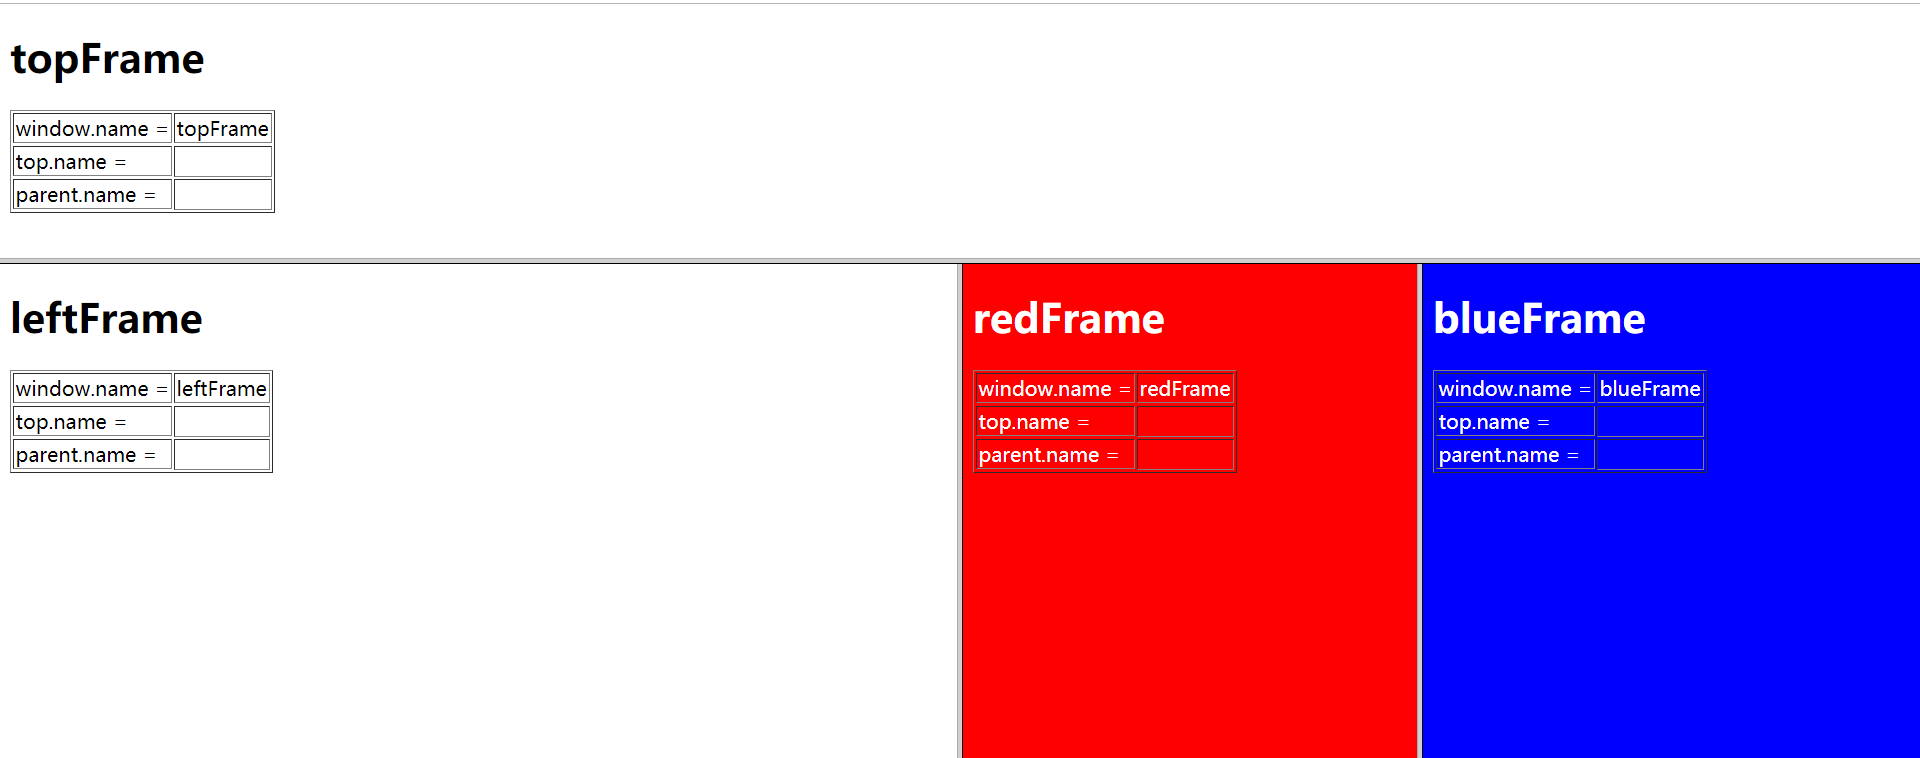 topFrame
window.name = topFrame
top.name =
parent.name =
leftFrame
window.name = leftFrame
top.name =
parent.name =
redFrame
window.name = redFrame
top.name =
parent.name =
blueFrame
window.name = blueFrame
top.name =
parent.name =